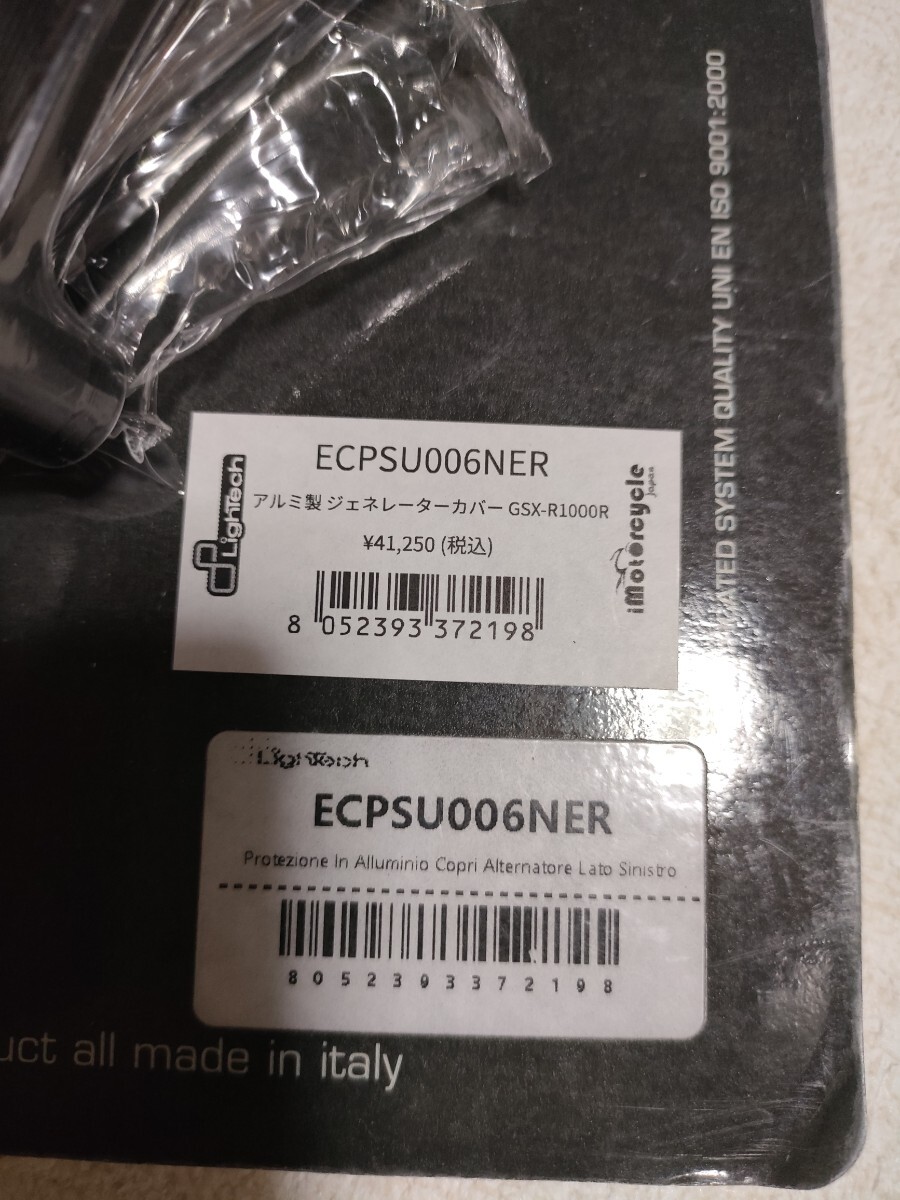 LighTech
ECPSU006NER
アルミ製 ジェネレーターカバー GSX-R1000R
¥41,250 (税込)
8 052393 372198
iMotorcycle
Japan
LighTech
ECPSU006NER
Protezione In Alluminio Copri Alternatore Lato Sinistro
8052393372198
all made in italy
SYSTEM QUALITY UNI EN ISO 9001:2000